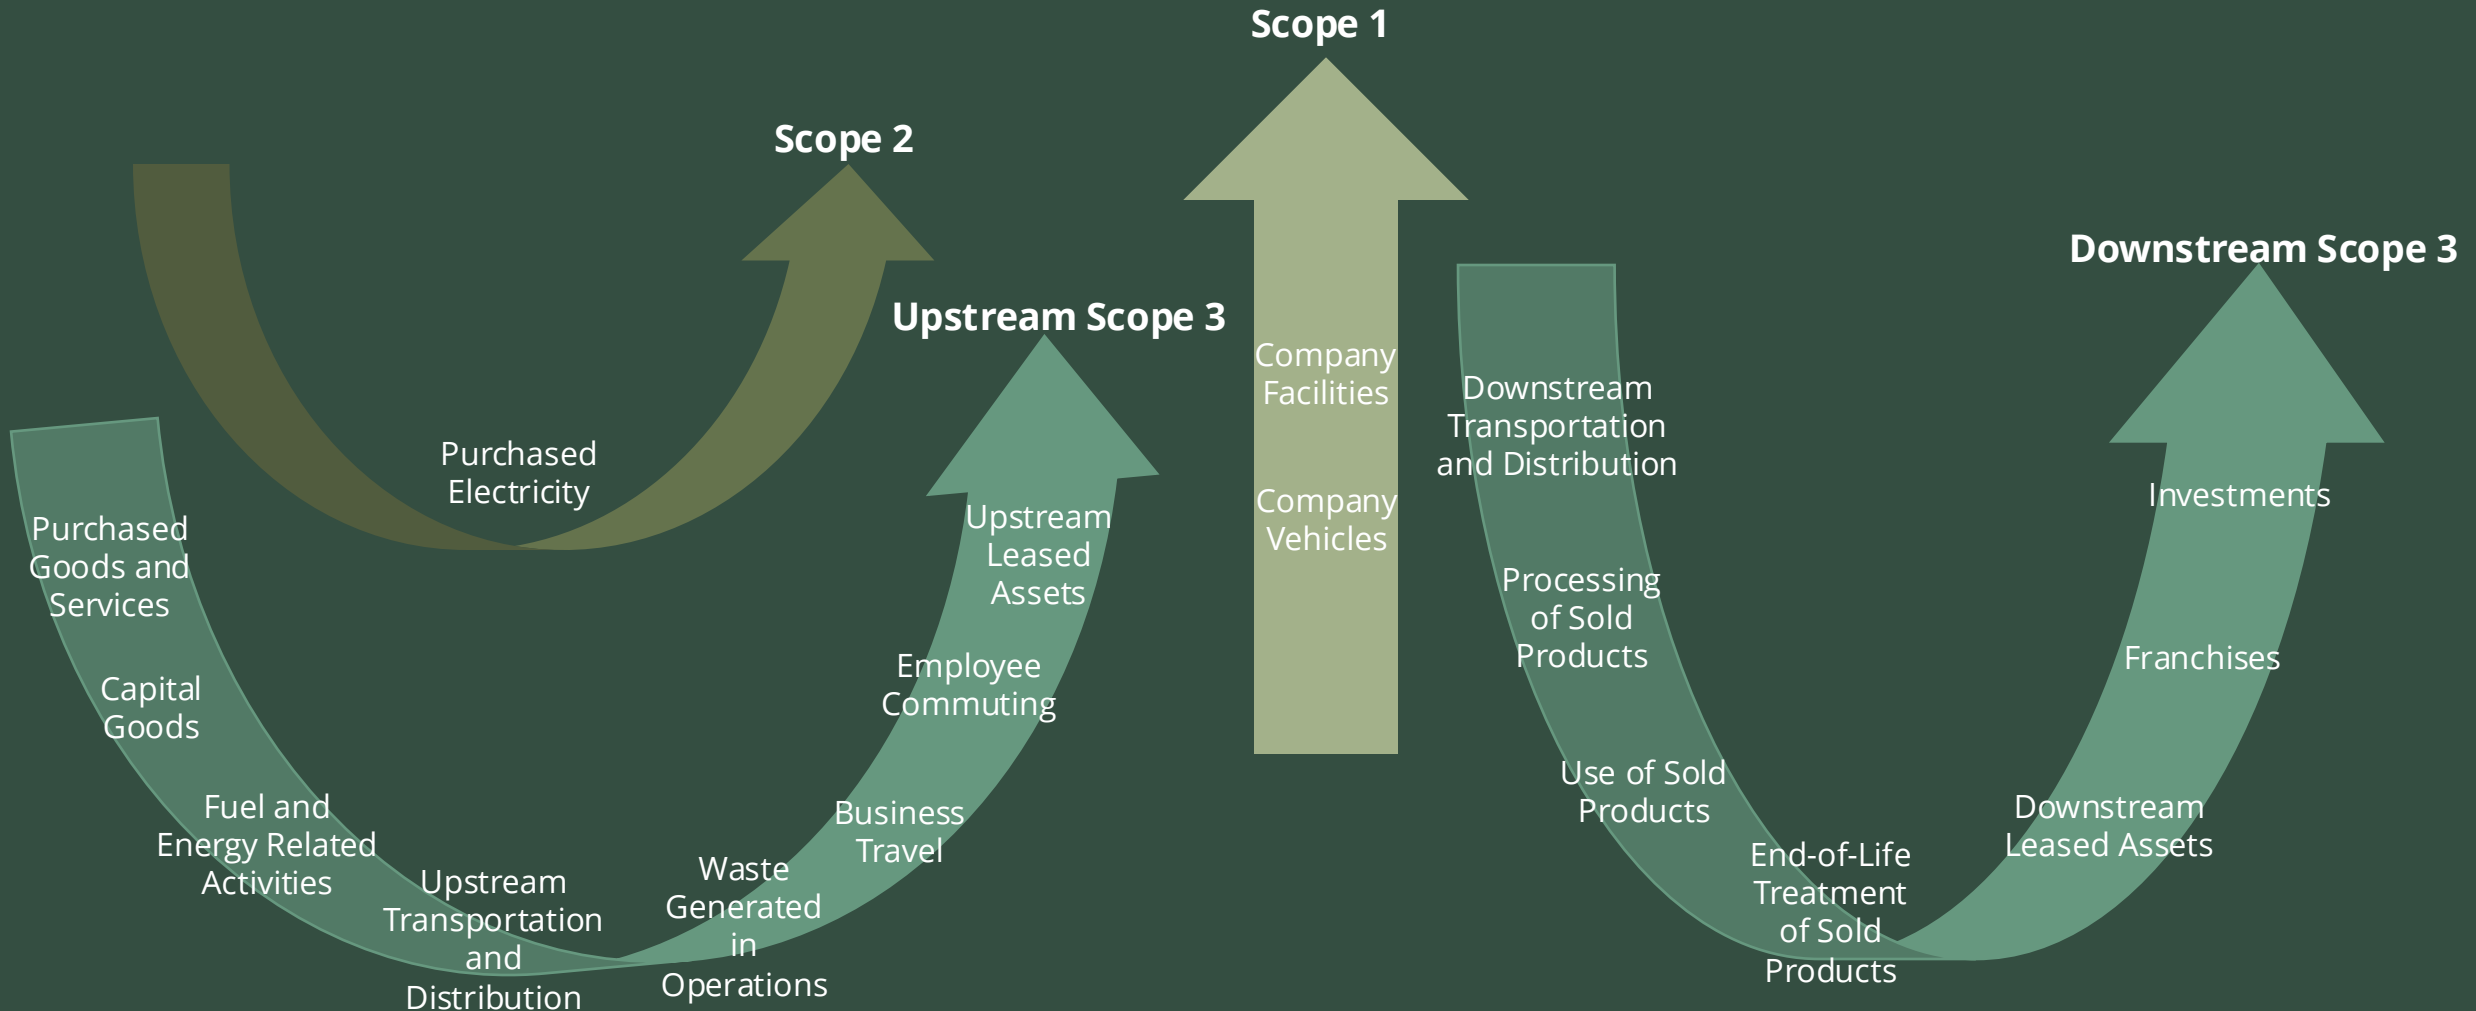 Scope 1
Scope 2
Upstream Scope 3
Downstream Scope 3
Purchased
Electricity
Purchased
Goods and
Services
Capital
Goods
Fuel and
Energy Related
Activities
Upstream
Transportation
and
Distribution
Waste
Generated
in
Operations
Business
Travel
Employee
Commuting
Upstream
Leased
Assets
Company
Facilities
Company
Vehicles
Downstream
Transportation
and Distribution
Processing
of Sold
Products
Use of Sold
Products
End-of-Life
Treatment
of Sold
Products
Downstream
Leased Assets
Franchises
Investments